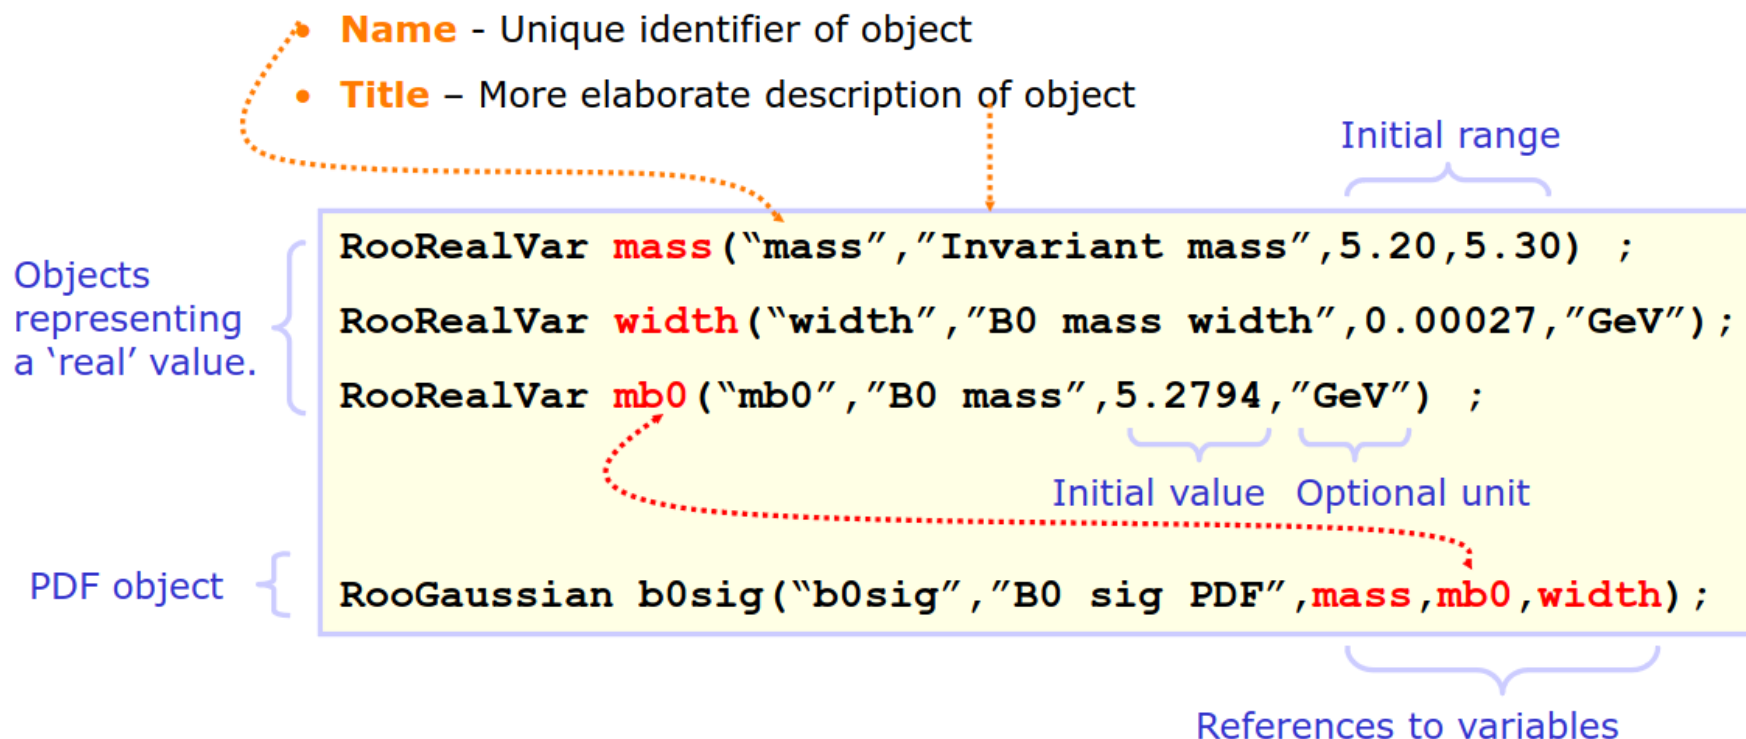 • Name - Unique identifier of object
• Title – More elaborate description of object
Initial range
Objects
representing
a ‘real’ value.
RooRealVar mass(“mass”,”Invariant mass”,5.20,5.30) ;
RooRealVar width(“width”,”B0 mass width”,0.00027,”GeV”);
RooRealVar mb0(“mb0”,”B0 mass”,5.2794,”GeV”) ;
Initial value Optional unit
PDF object
RooGaussian b0sig(“b0sig”,”B0 sig PDF”,mass,mb0,width);
References to variables